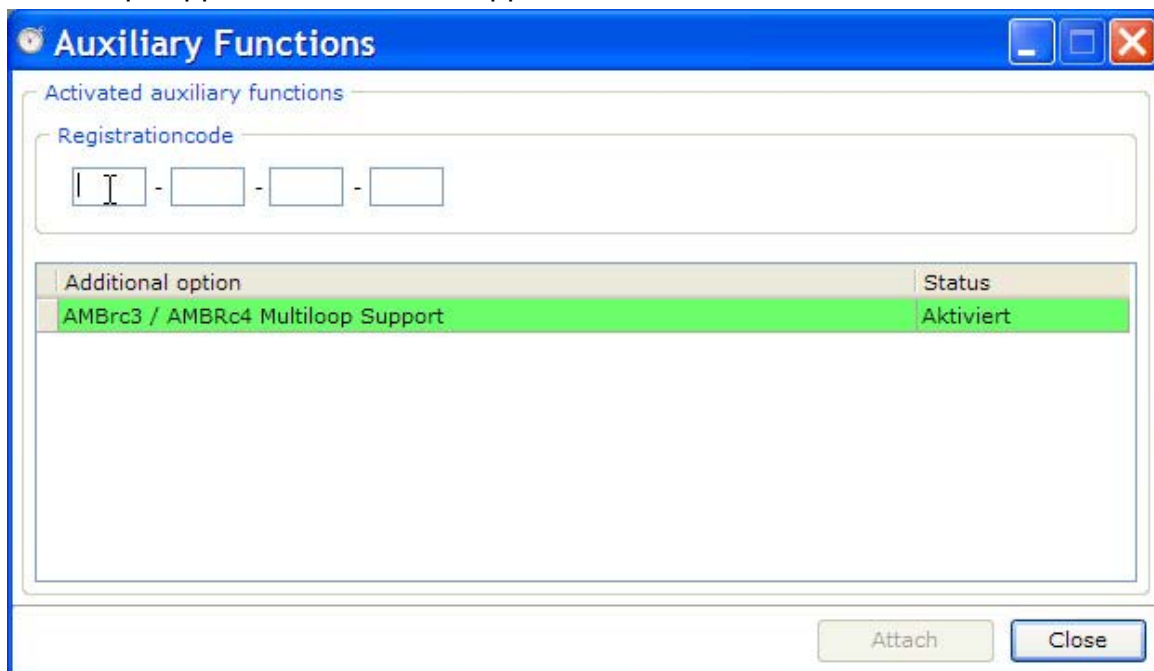 Auxiliary Functions
Activated auxiliary functions
Registrationcode
- - -
Additional option Status
AMBrc3 / AMBRc4 Multiloop Support Aktiviert
Attach Close